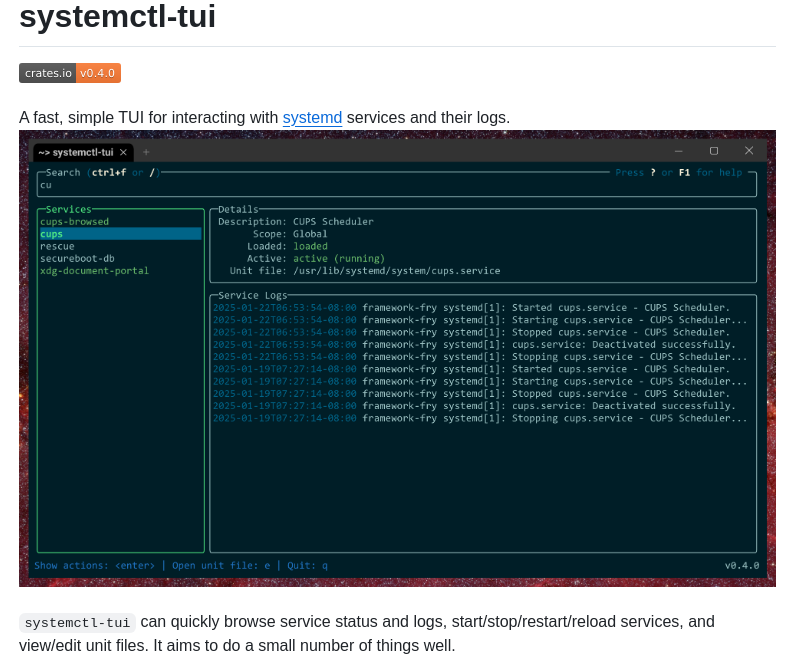 systemctl-tui
crates.io v0.4.0
A fast, simple TUI for interacting with systemd services and their logs.
~> systemctl-tui × +
Search (ctrl+f or /) Press ? or F1 for help
cu
Services
cups-browsed
cups
rescue
secureboot-db
xdg-document-portal
Details
Description: CUPS Scheduler
Scope: Global
Loaded: loaded
Active: active (running)
Unit file: /usr/lib/systemd/system/cups.service
Service Logs
2025-01-22T06:53:54-08:00 framework-fry systemd[1]: Started cups.service - CUPS Scheduler.
2025-01-22T06:53:54-08:00 framework-fry systemd[1]: Starting cups.service - CUPS Scheduler...
2025-01-22T06:53:54-08:00 framework-fry systemd[1]: Stopped cups.service - CUPS Scheduler.
2025-01-22T06:53:54-08:00 framework-fry systemd[1]: cups.service: Deactivated successfully.
2025-01-22T06:53:54-08:00 framework-fry systemd[1]: Stopping cups.service - CUPS Scheduler...
2025-01-19T07:27:14-08:00 framework-fry systemd[1]: Started cups.service - CUPS Scheduler.
2025-01-19T07:27:14-08:00 framework-fry systemd[1]: Starting cups.service - CUPS Scheduler...
2025-01-19T07:27:14-08:00 framework-fry systemd[1]: Stopped cups.service - CUPS Scheduler.
2025-01-19T07:27:14-08:00 framework-fry systemd[1]: cups.service: Deactivated successfully.
2025-01-19T07:27:14-08:00 framework-fry systemd[1]: Stopping cups.service - CUPS Scheduler...
Show actions: <enter> | Open unit file: e | Quit: q v0.4.0
systemctl-tui can quickly browse service status and logs, start/stop/restart/reload services, and
view/edit unit files. It aims to do a small number of things well.